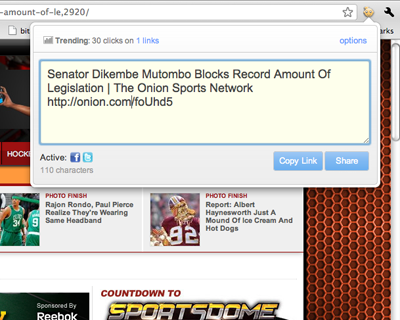 -amount-of-le,2920/
bit
arks
Trending: 30 clicks on 1 links
options
Senator Dikembe Mutombo Blocks Record Amount Of
Legislation | The Onion Sports Network
http://onion.com/foUhd5
Active:
110 characters
Copy Link
Share
HOCKE
PHOTO FINISH
Rajon Rondo, Paul Pierce
Realize They're Wearing
Same Headband
PHOTO FINISH
Report: Albert
Haynesworth Just A
Mound Of Ice Cream And
Hot Dogs
Sponsored By
Reebok
COUNTDOWN TO
SPORTSDOME